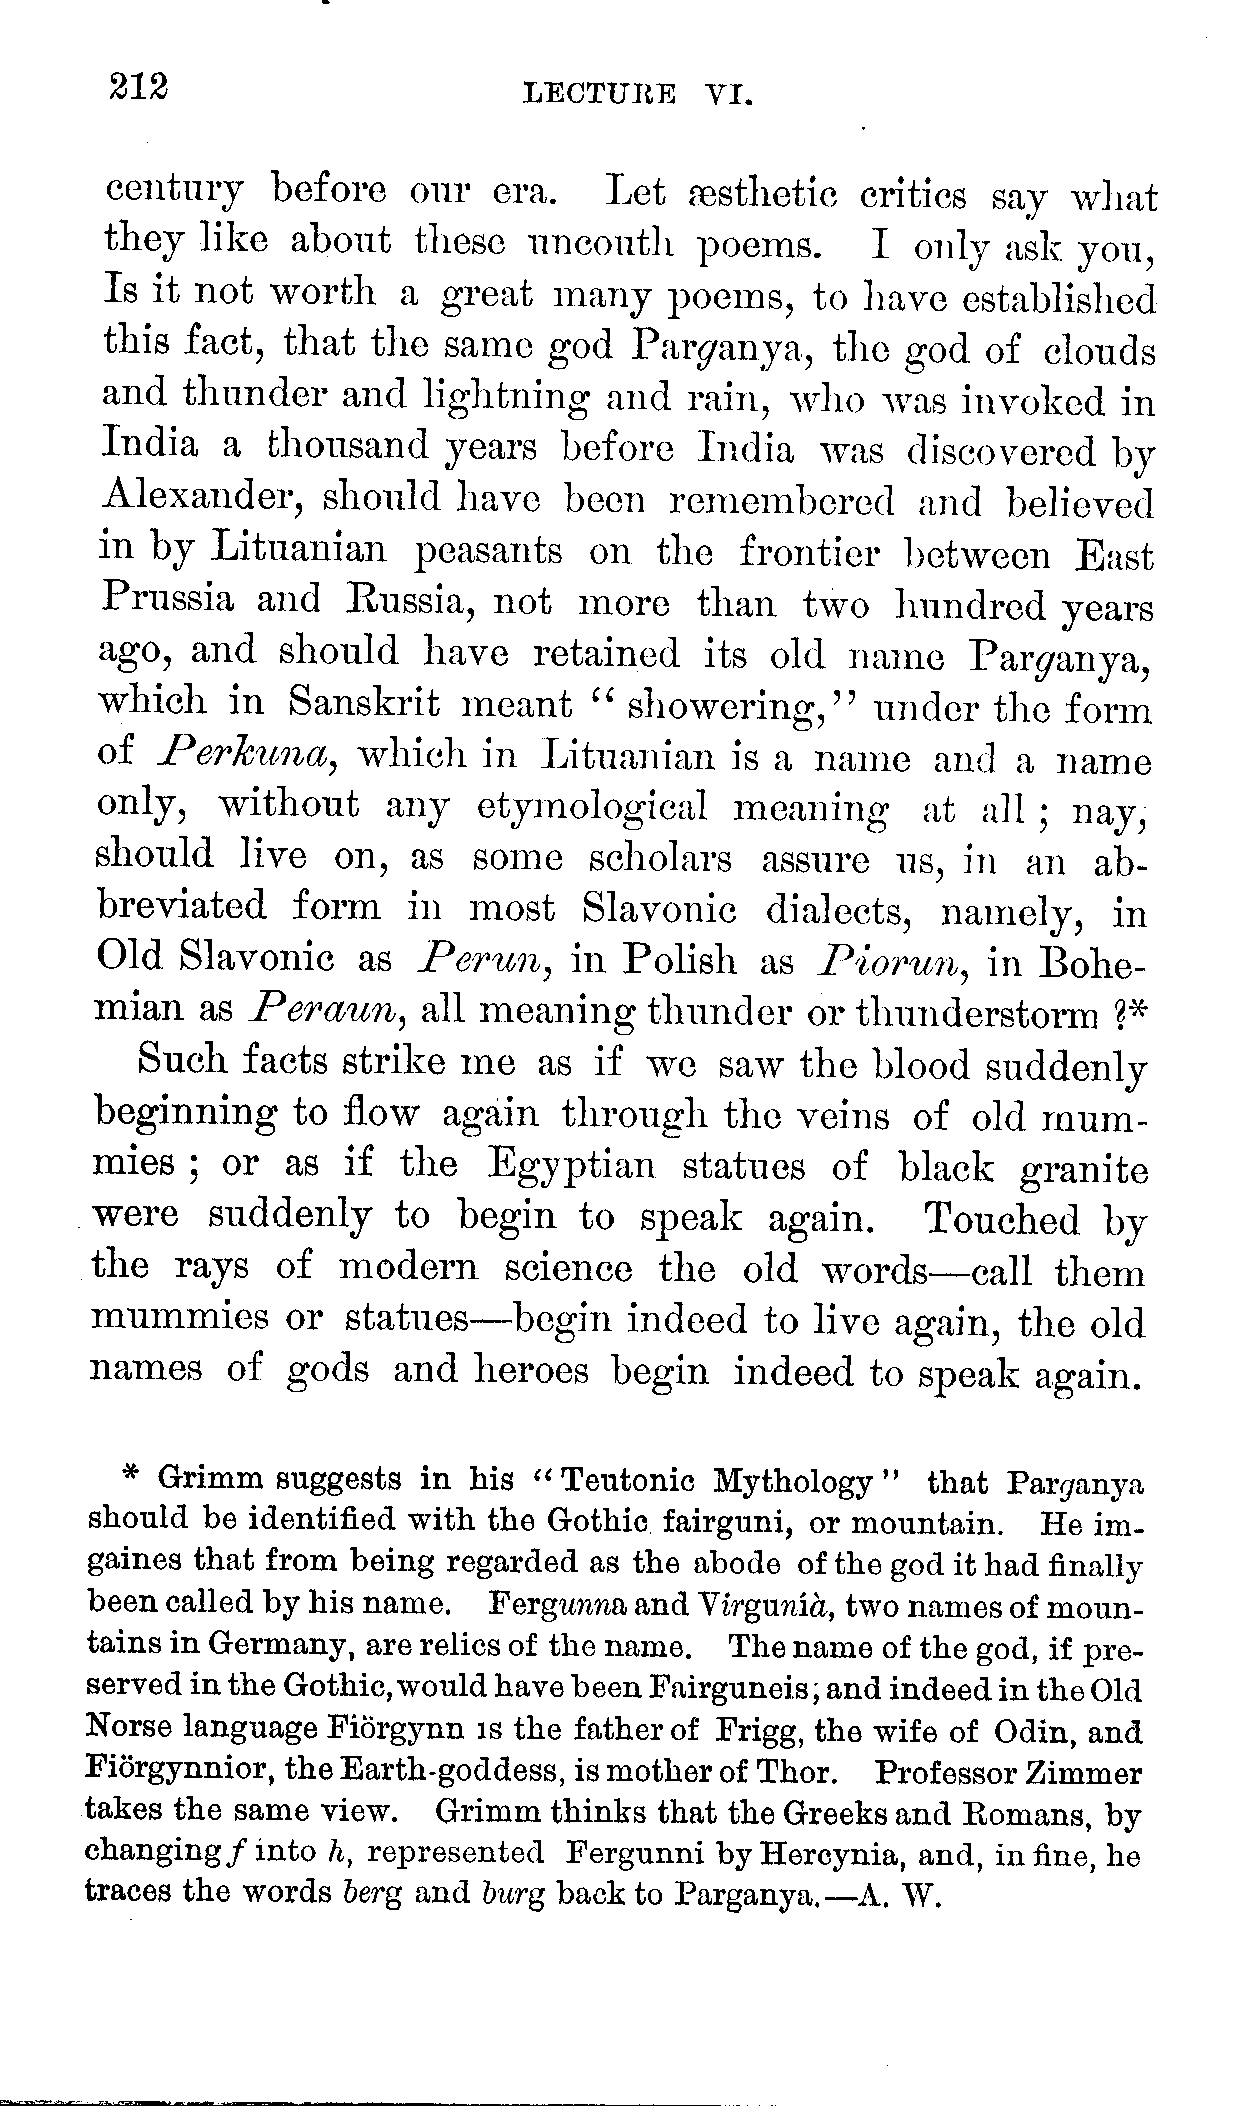 212
LECTURE VI.
century before our era. Let æsthetic critics say what
they like about these uncouth poems. I only ask you,
Is it not worth a great many poems, to have established
this fact, that the same god Parganya, the god of clouds
and thunder and lightning and rain, who was invoked in
India a thousand years before India was discovered by
Alexander, should have been remembered and believed
in by Lituanian peasants on the frontier between East
Prussia and Russia, not more than two hundred years
ago, and should have retained its old name Parganya,
which in Sanskrit meant “ showering,” under the form
of Perkuna, which in Lituanian is a name and a name
only, without any etymological meaning at all ; nay,
should live on, as some scholars assure us, in an ab-
breviated form in most Slavonic dialects, namely, in
Old Slavonic as Perun, in Polish as Piorun, in Bohe-
mian as Peraun, all meaning thunder or thunderstorm ?*
Such facts strike me as if we saw the blood suddenly
beginning to flow again through the veins of old mum-
mies ; or as if the Egyptian statues of black granite
were suddenly to begin to speak again. Touched by
the rays of modern science the old words—call them
mummies or statues—begin indeed to live again, the old
names of gods and heroes begin indeed to speak again.
* Grimm suggests in his “ Teutonic Mythology ” that Parganya
should be identified with the Gothic fairguni, or mountain. He im-
gaines that from being regarded as the abode of the god it had finally
been called by his name. Fergunna and Virgunià, two names of moun-
tains in Germany, are relics of the name. The name of the god, if pre-
served in the Gothic, would have been Fairguneis; and indeed in the Old
Norse language Fiörgynn is the father of Frigg, the wife of Odin, and
Fiörgynnior, the Earth-goddess, is mother of Thor. Professor Zimmer
takes the same view. Grimm thinks that the Greeks and Romans, by
changing f into h, represented Fergunni by Hercynia, and, in fine, he
traces the words berg and burg back to Parganya.—A. W.